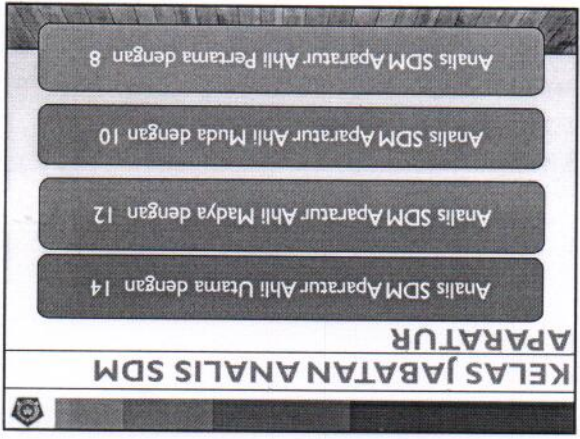 KELAS JABATAN ANALIS SDM
APARATUR
Analis SDM Aparatur Ahli Utama dengan 14
Analis SDM Aparatur Ahli Madya dengan 12
Analis SDM Aparatur Ahli Muda dengan 10
Analis SDM Aparatur Ahli Pertama dengan 8